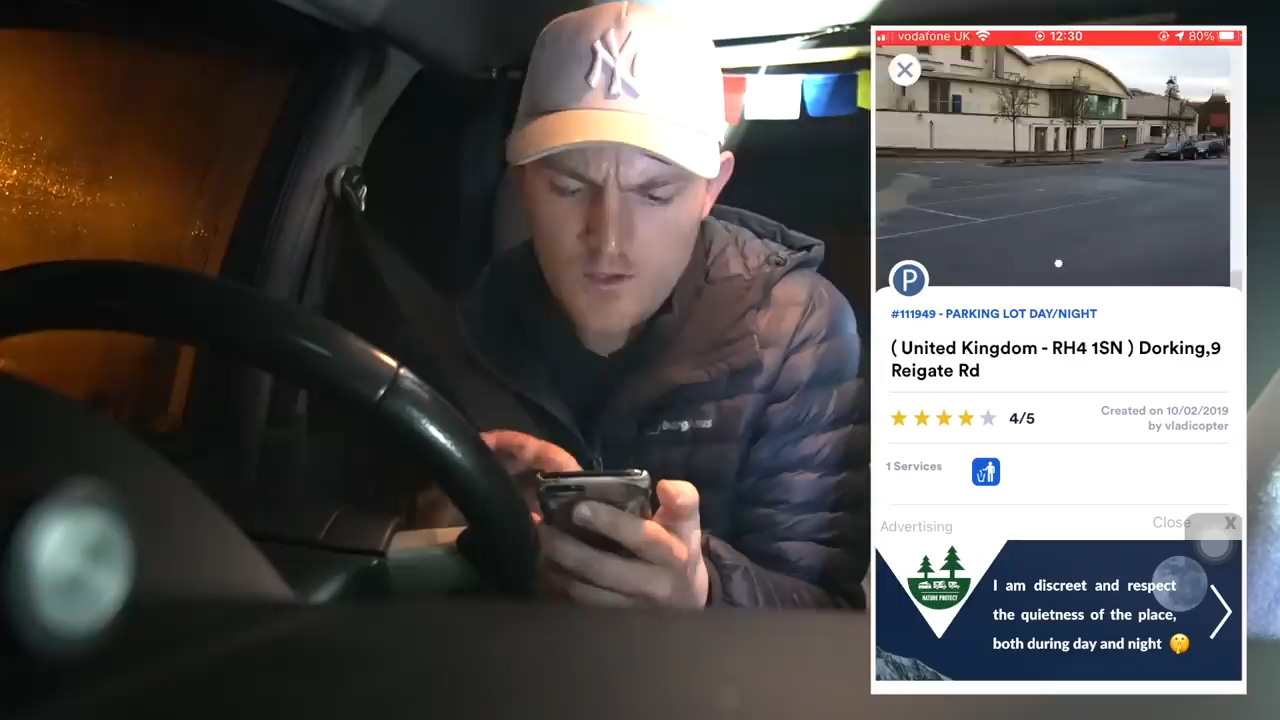 NY
berghaus
vodafone UK
12:30
80%
P
#111949 - PARKING LOT DAY/NIGHT
( United Kingdom - RH4 1SN ) Dorking,9
Reigate Rd
4/5
Created on 10/02/2019
by vladicopter
1 Services
Advertising
Close X
NATURE PROTECT
I am discreet and respect
the quietness of the place,
both during day and night 🤫